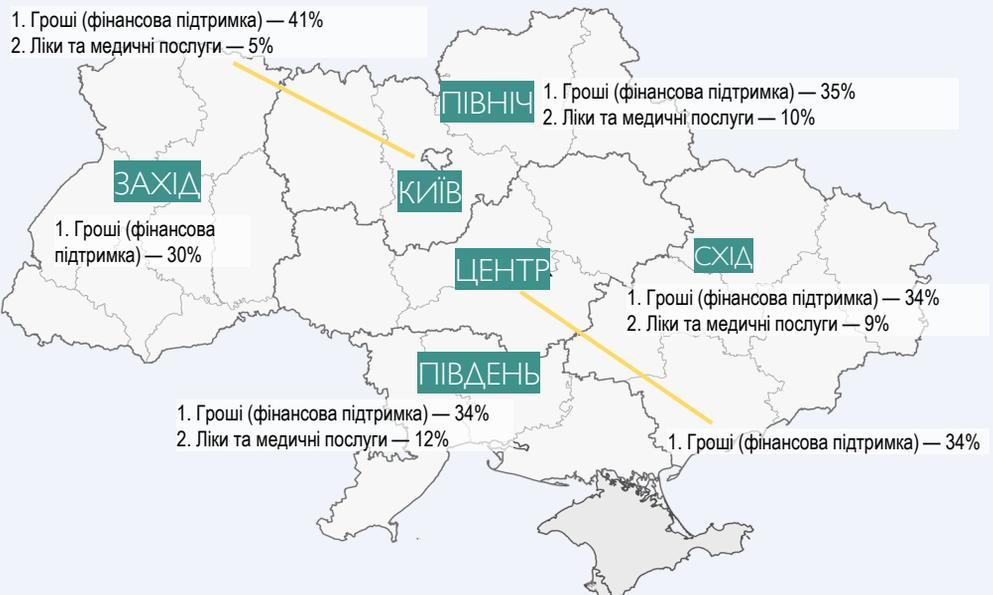 1. Гроші (фінансова підтримка) — 41%
2. Ліки та медичні послуги — 5%
ПІВНІЧ
1. Гроші (фінансова підтримка) — 35%
2. Ліки та медичні послуги — 10%
ЗАХІД
1. Гроші (фінансова
підтримка) — 30%
КИЇВ
ЦЕНТР
СХІД
1. Гроші (фінансова підтримка) — 34%
2. Ліки та медичні послуги — 9%
ПІВДЕНЬ
1. Гроші (фінансова підтримка) — 34%
2. Ліки та медичні послуги — 12%
1. Гроші (фінансова підтримка) — 34%